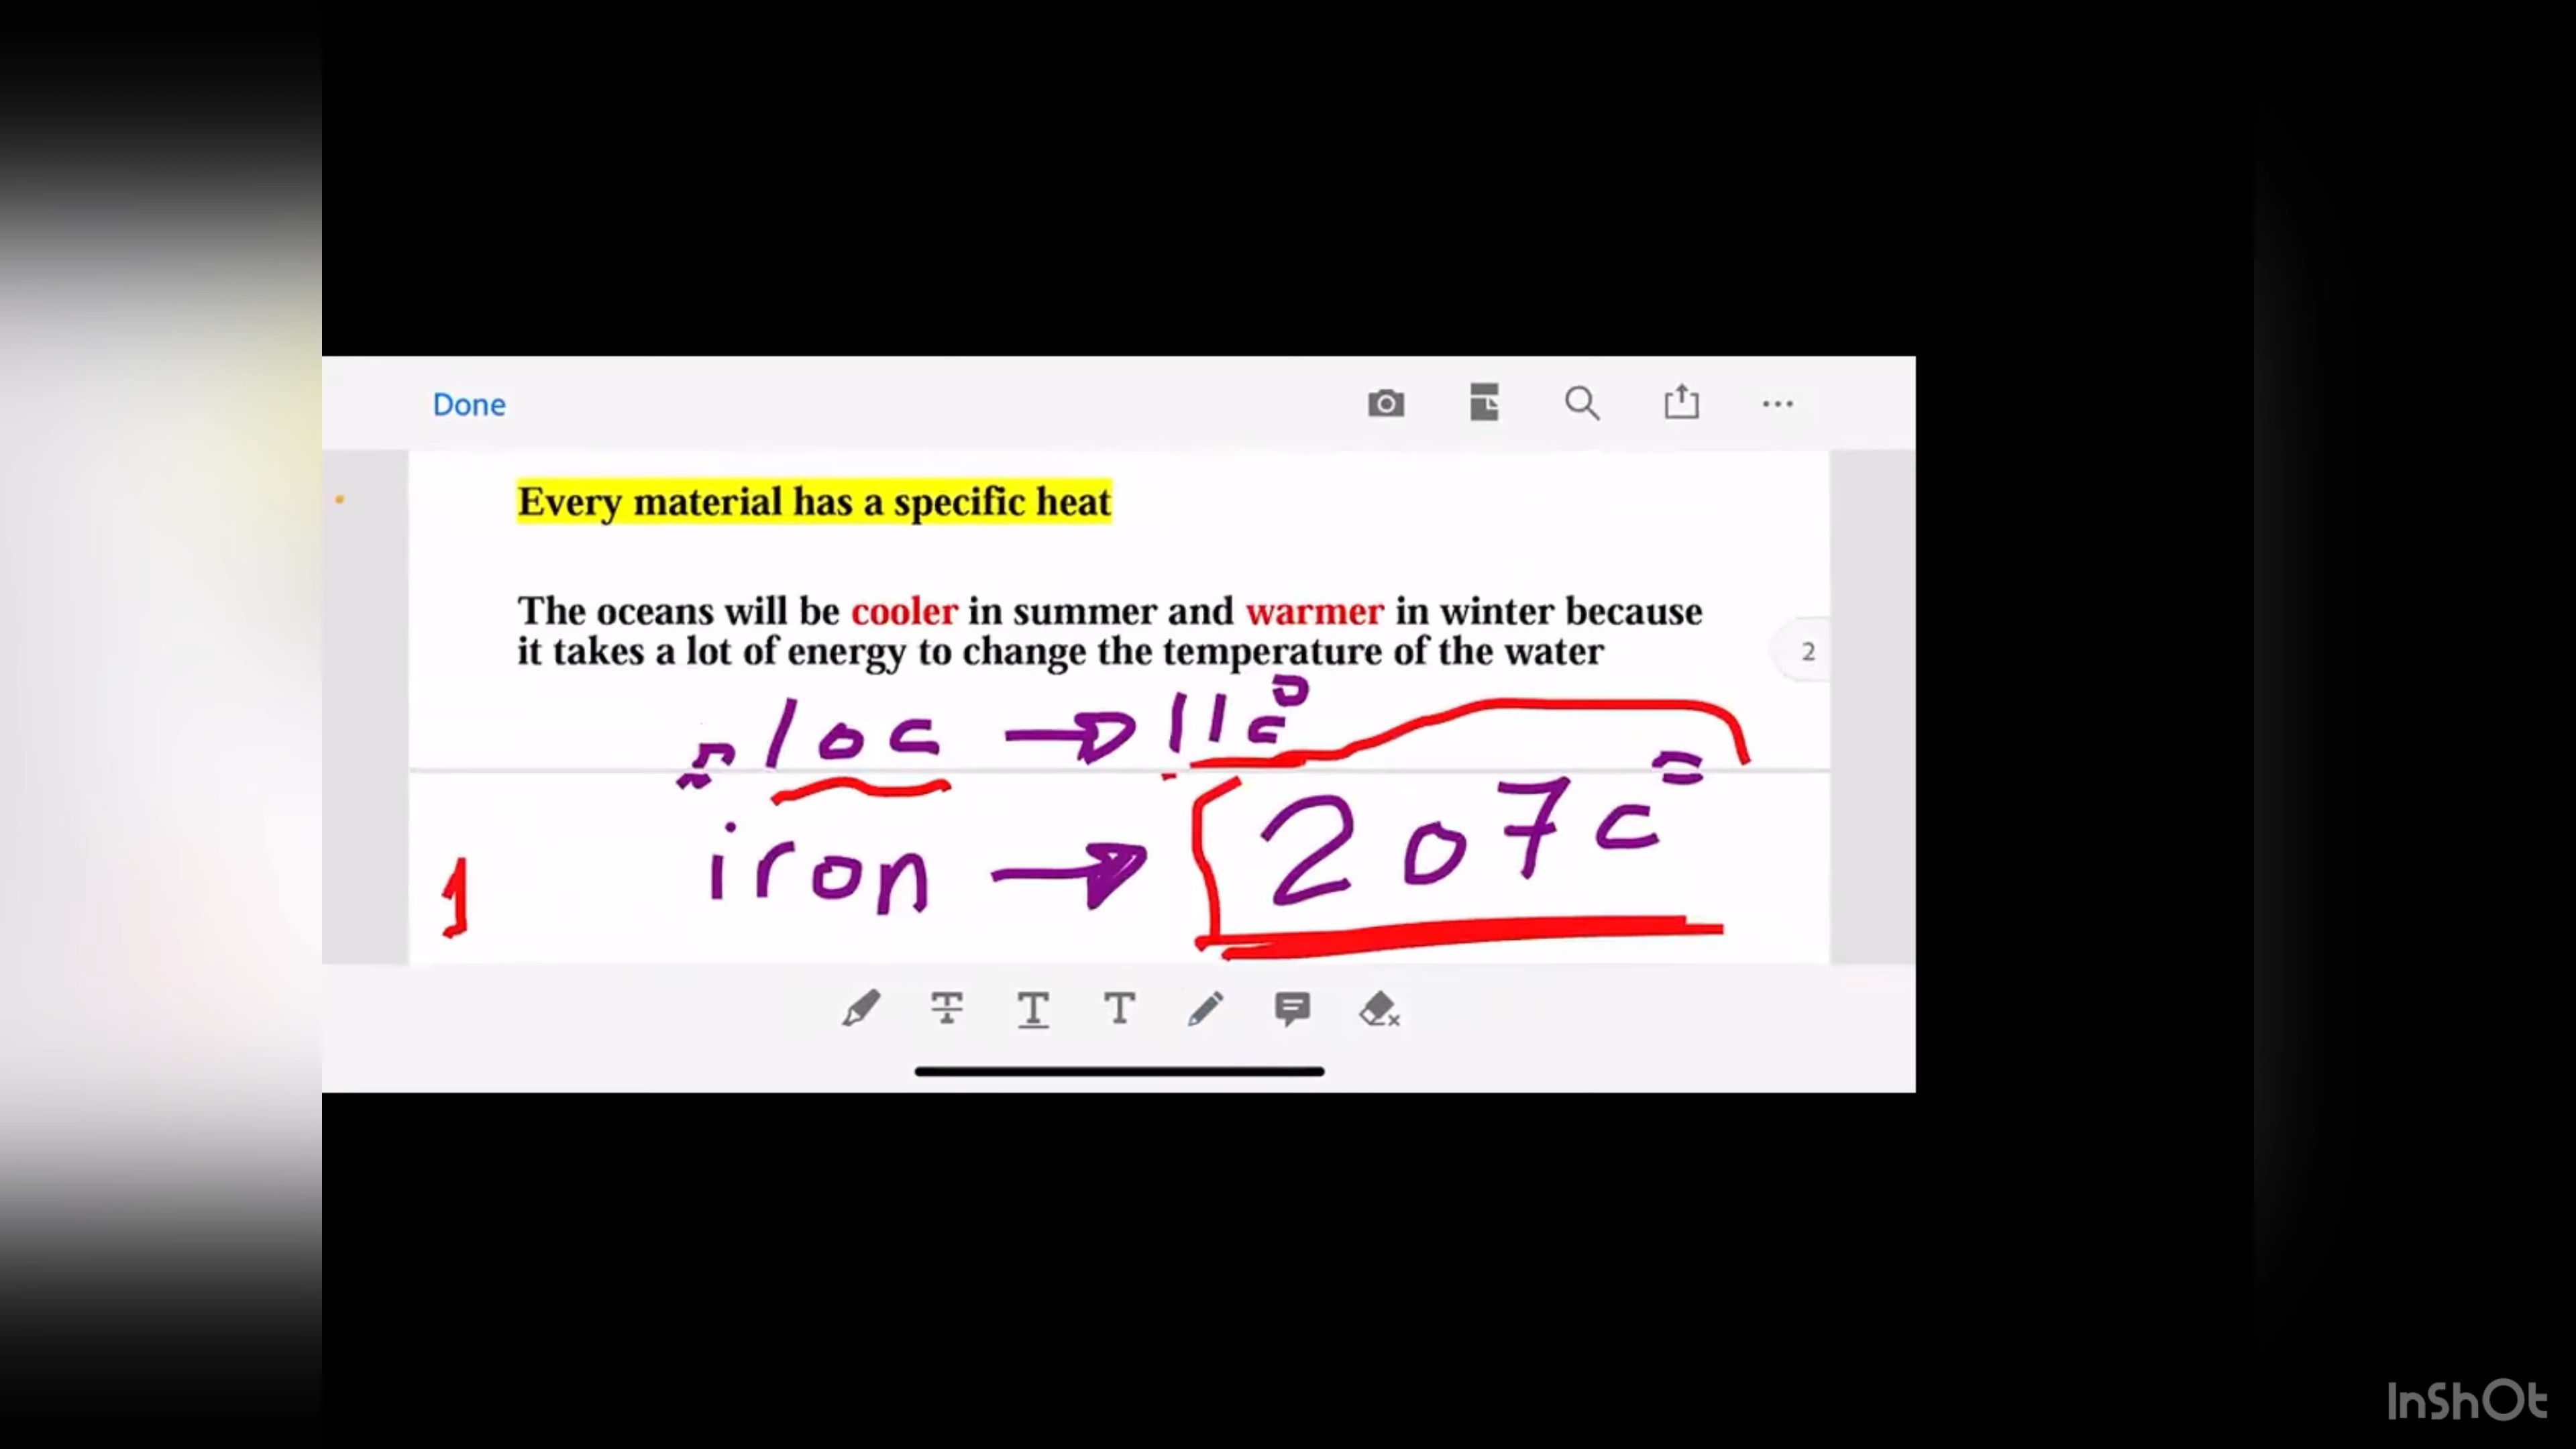 Done
Every material has a specific heat
The oceans will be cooler in summer and warmer in winter because
it takes a lot of energy to change the temperature of the water
2
10c → 11c°
iron → 207c°
1
InShOt